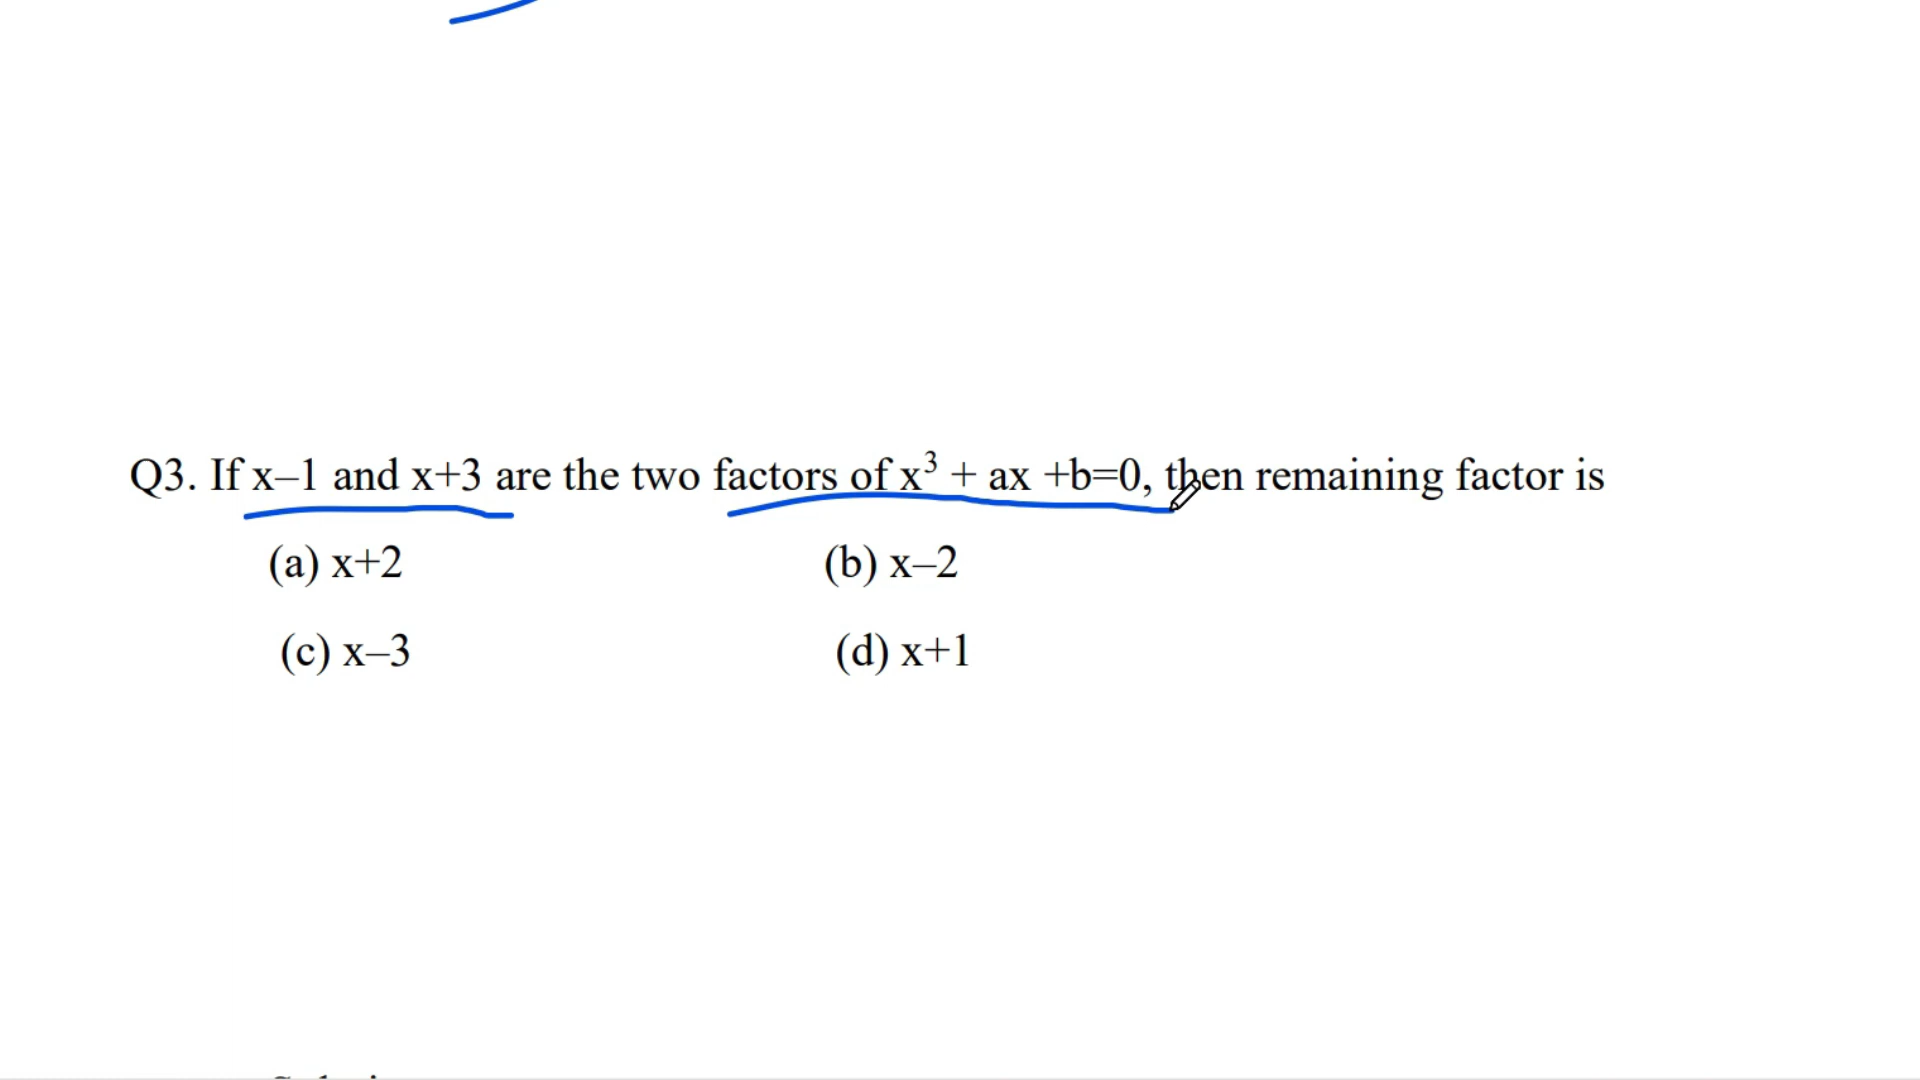 Q3. If x–1 and x+3 are the two factors of x³ + ax +b=0, then remaining factor is
(a) x+2 (b) x–2
(c) x–3 (d) x+1